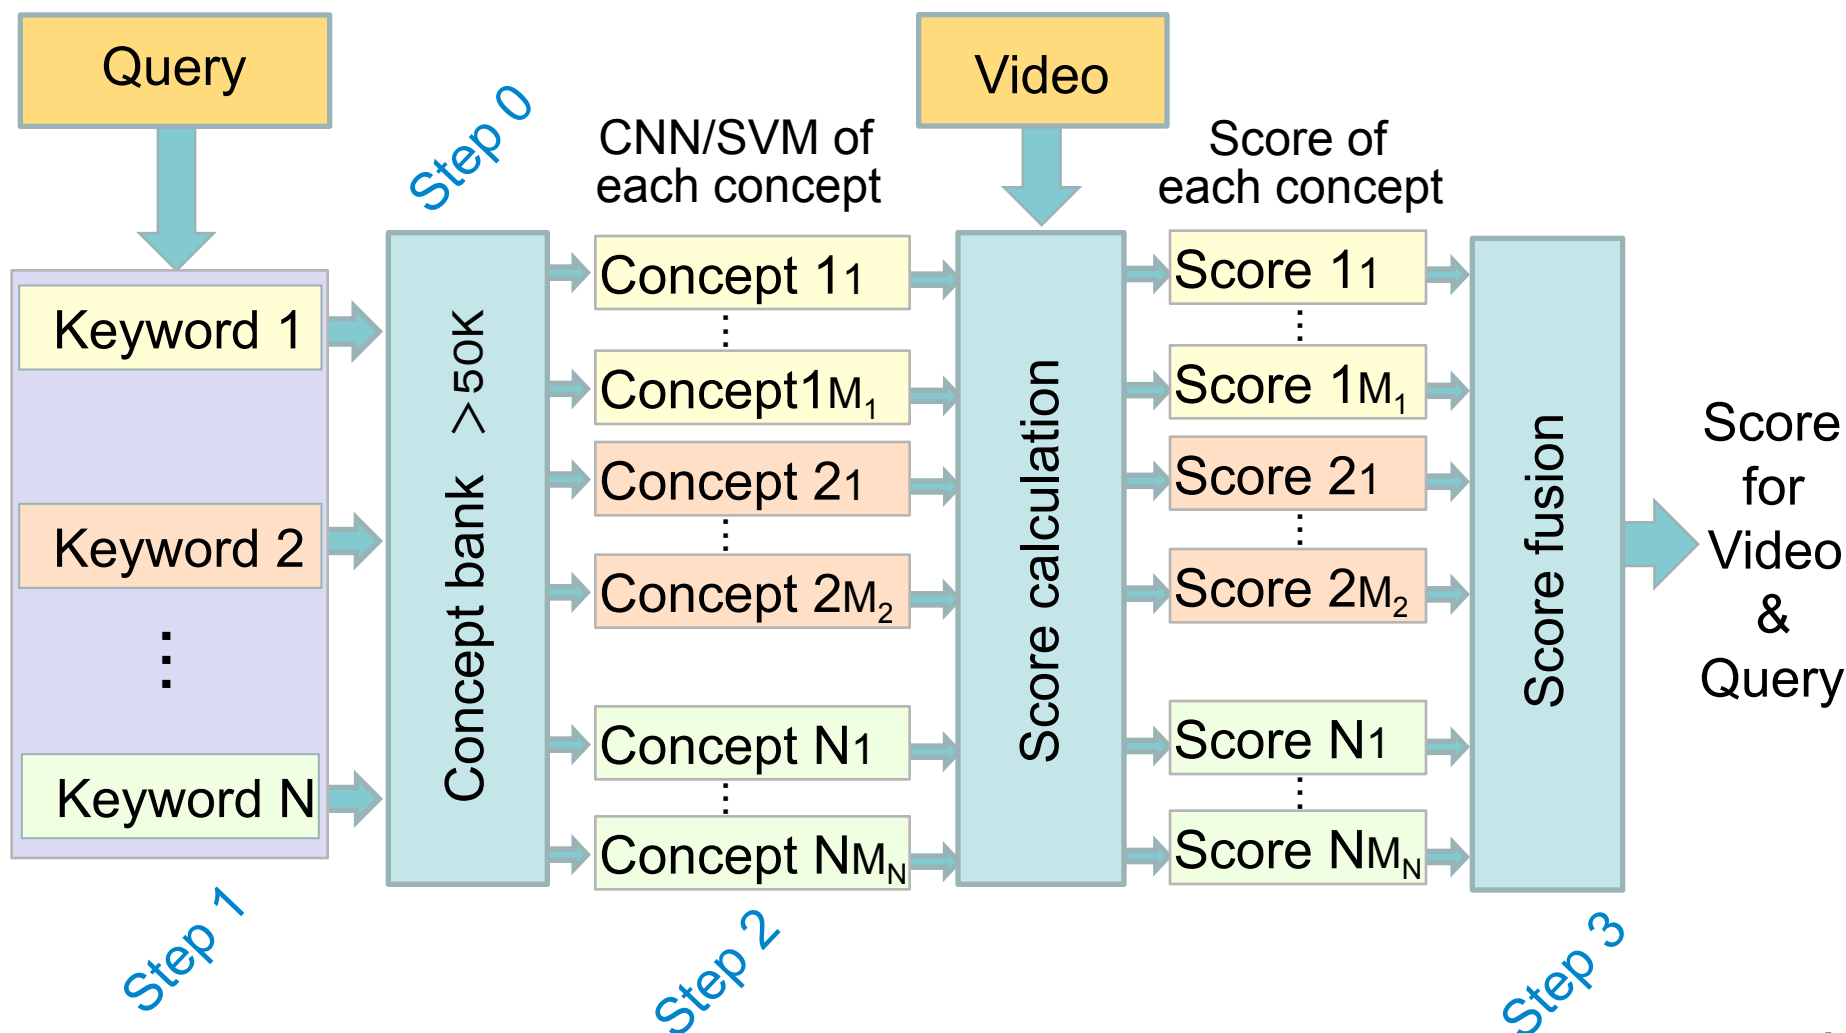 Query
Video
Step 0
CNN/SVM of
each concept
Score of
each concept
Keyword 1
Keyword 2
⋮
Keyword N
Concept bank >50K
Concept 11
⋮
Concept1M1
Concept 21
⋮
Concept 2M2
Concept N1
⋮
Concept NMN
Score calculation
Score 11
⋮
Score 1M1
Score 21
⋮
Score 2M2
Score N1
⋮
Score NMN
Score fusion
Score
for
Video
&
Query
Step 1
Step 2
Step 3